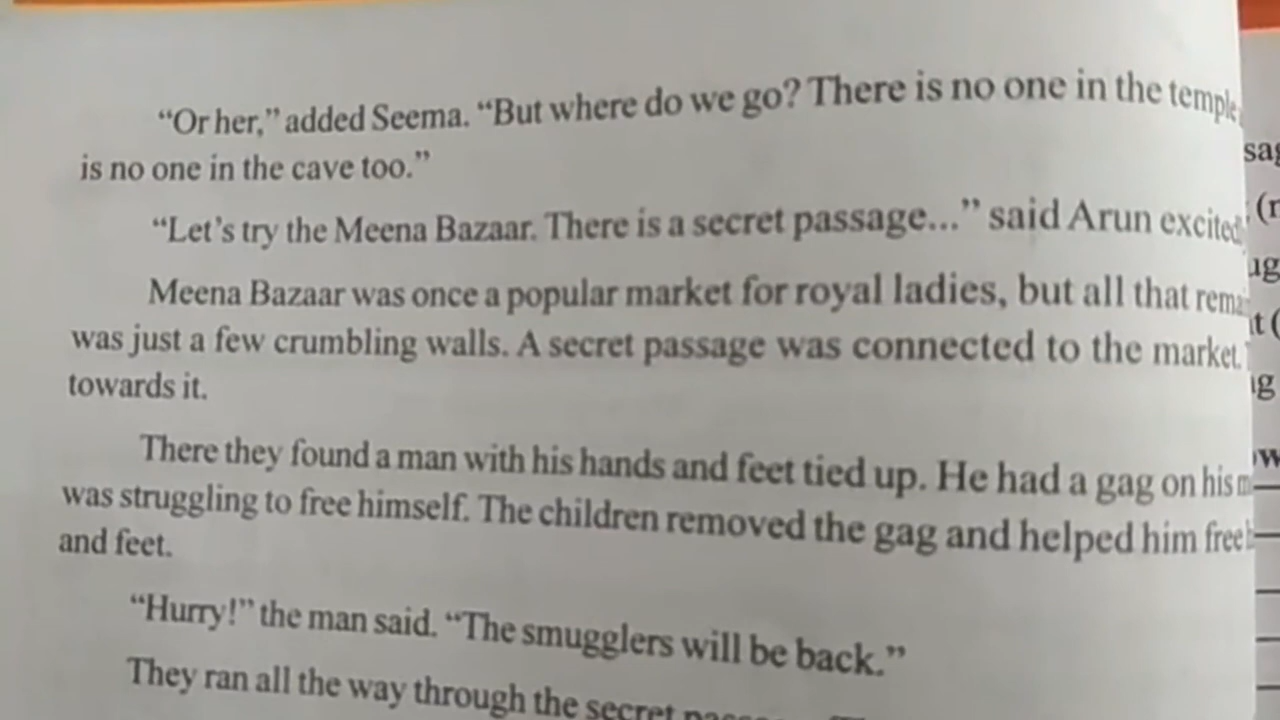 “Or her,” added Seema. “But where do we go? There is no one in the temple
is no one in the cave too.”
“Let’s try the Meena Bazaar. There is a secret passage...” said Arun
Meena Bazaar was once a popular market for royal ladies, but all that
was just a few crumbling walls. A secret passage was connected to the market.
towards it.
There they found a man with his hands and feet tied up. He had a gag on his
was struggling to free himself. The children removed the gag and helped him free
and feet.
“Hurry!” the man said. “The smugglers will be back.”
They ran all the way through the secret